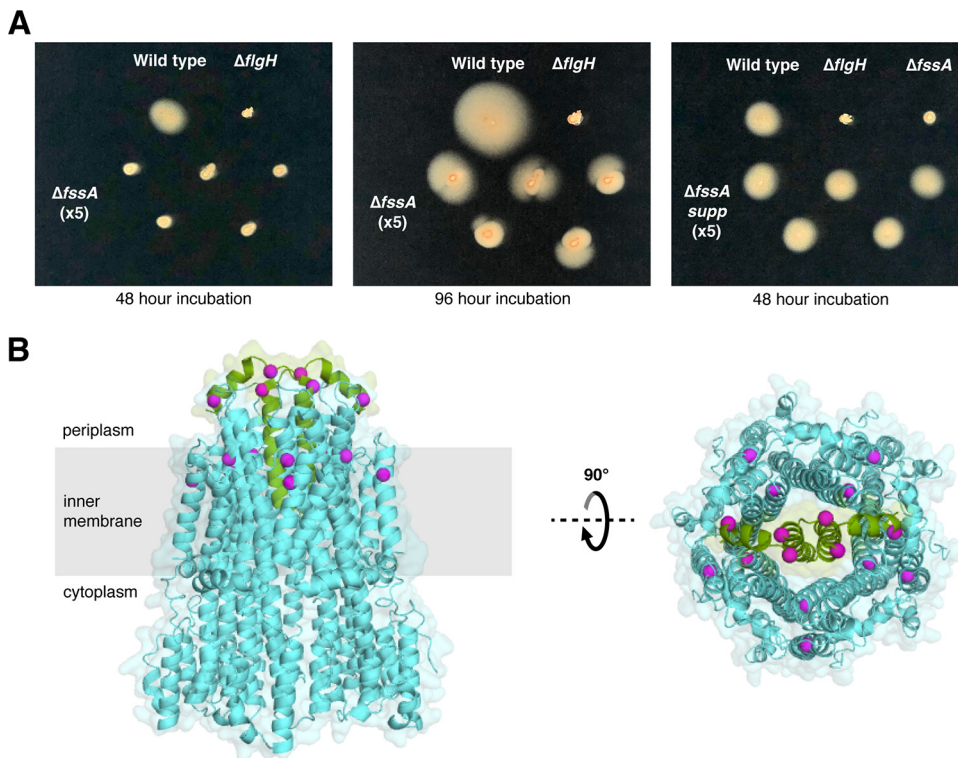 A
Wild type ΔflgH
ΔfssA
(x5)
48 hour incubation
Wild type ΔflgH
ΔfssA
(x5)
96 hour incubation
Wild type ΔflgH ΔfssA
ΔfssA
supp
(x5)
48 hour incubation
B
periplasm
inner
membrane
cytoplasm
90°